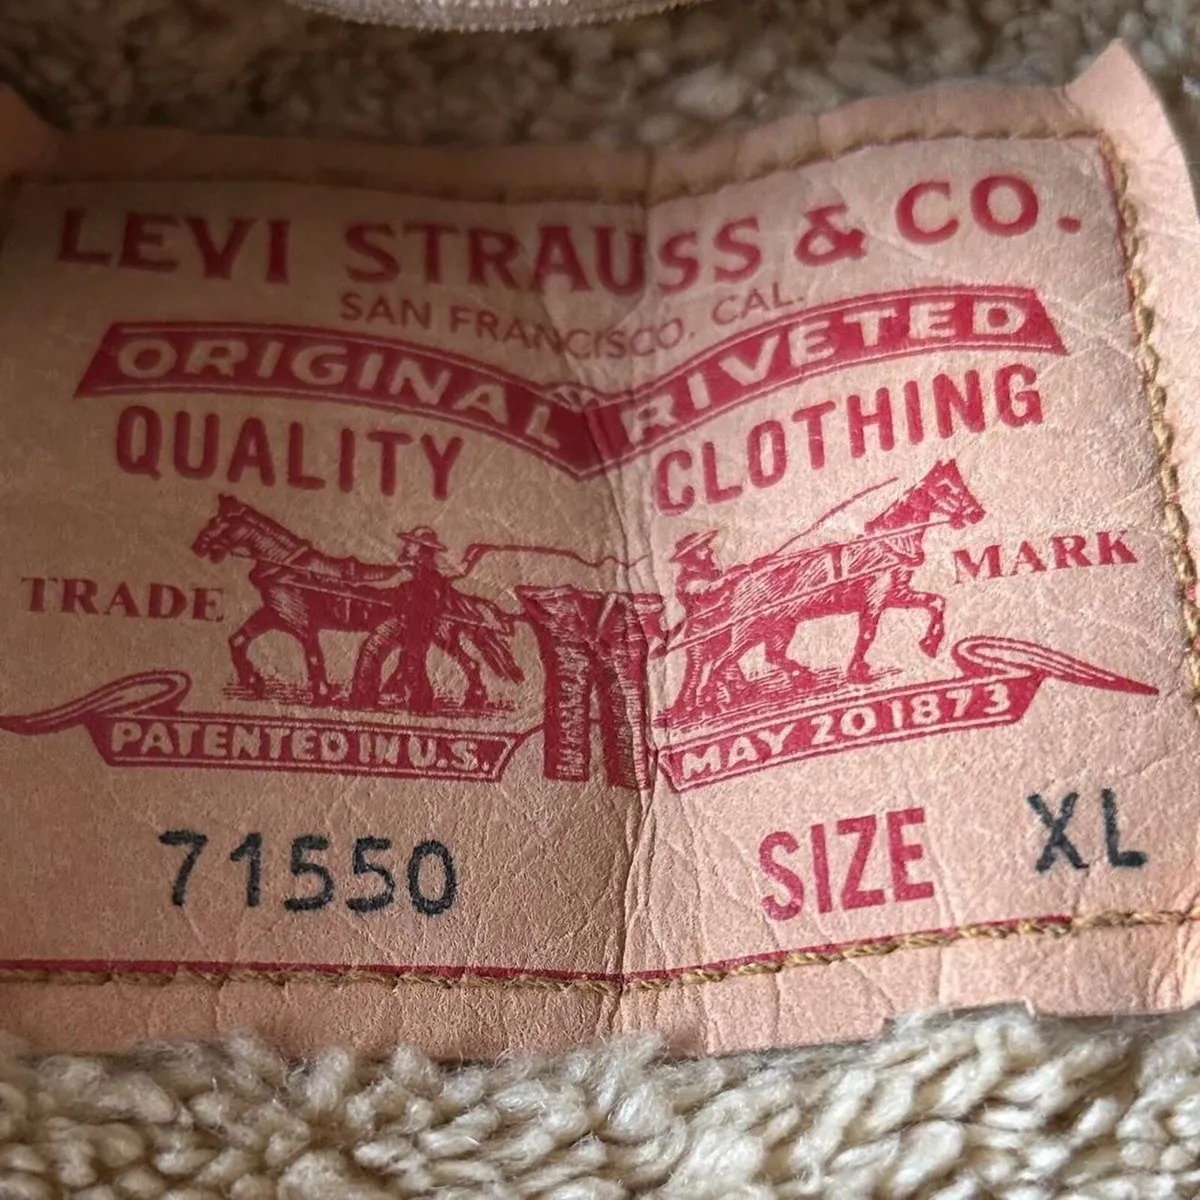 LEVI STRAUSS & CO.
SAN FRANCISCO, CAL.
ORIGINAL RIVETED
QUALITY CLOTHING
TRADE MARK
PATENTED IN U.S. MAY 20 1873
71550 SIZE XL